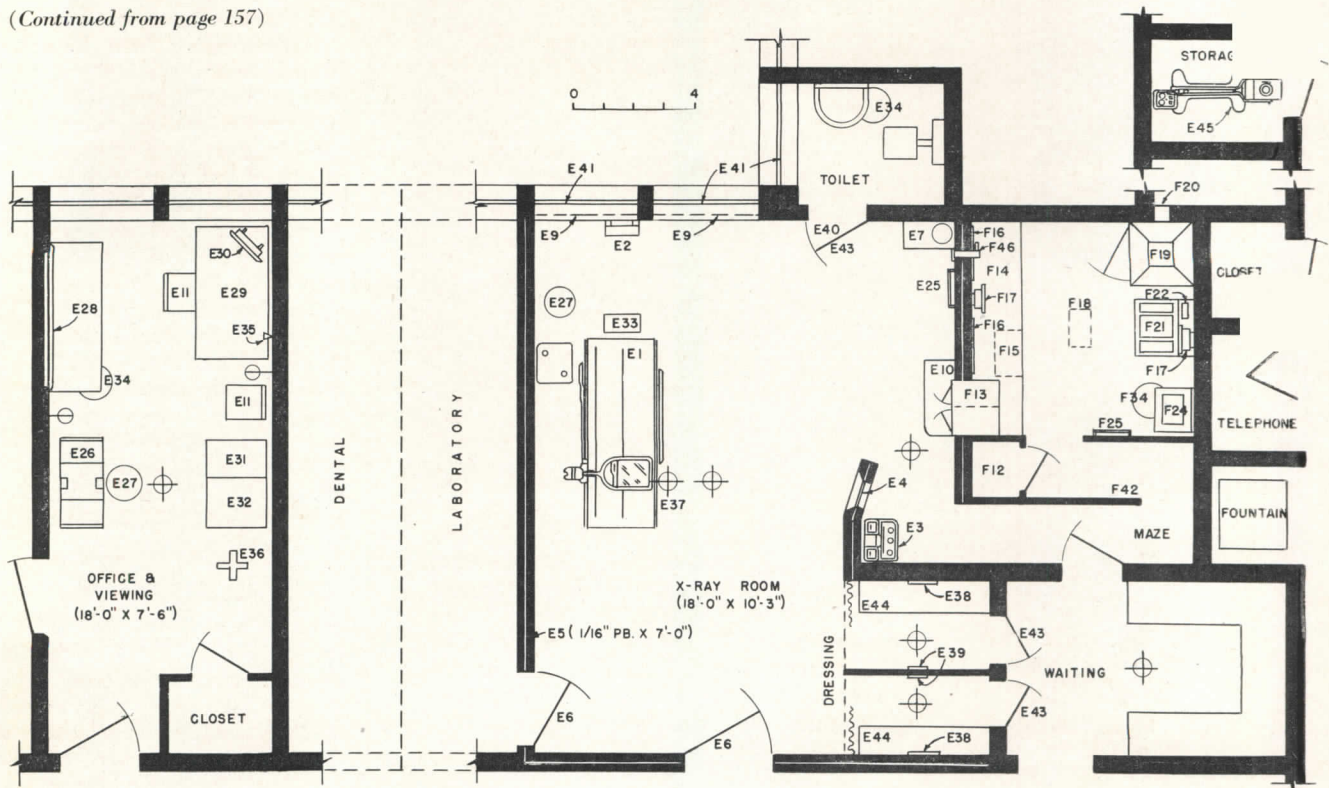 (Continued from page 157)
0 4
STORAG
E45
F20
E34
TOILET
E41
E41
E9
E2
E9
E40
E43
E7
F16
F46
F14
F17
F16
F15
E25
F18
F19
F22
F21
F17
CLOSET
E30
E11
E29
E28
E35
E34
E11
E26
E27
E31
E32
E36
OFFICE &
VIEWING
(18'-0" X 7'-6")
CLOSET
DENTAL
LABORATORY
E27
E33
E1
E37
E10
F13
F34
F24
F25
TELEPHONE
F12
F42
E4
E3
MAZE
FOUNTAIN
X-RAY ROOM
(18'-0" X 10'-3")
E5 (1/16" PB. X 7'-0")
E6
E6
DRESSING
E44
E38
E43
E39
WAITING
E43
E44
E38